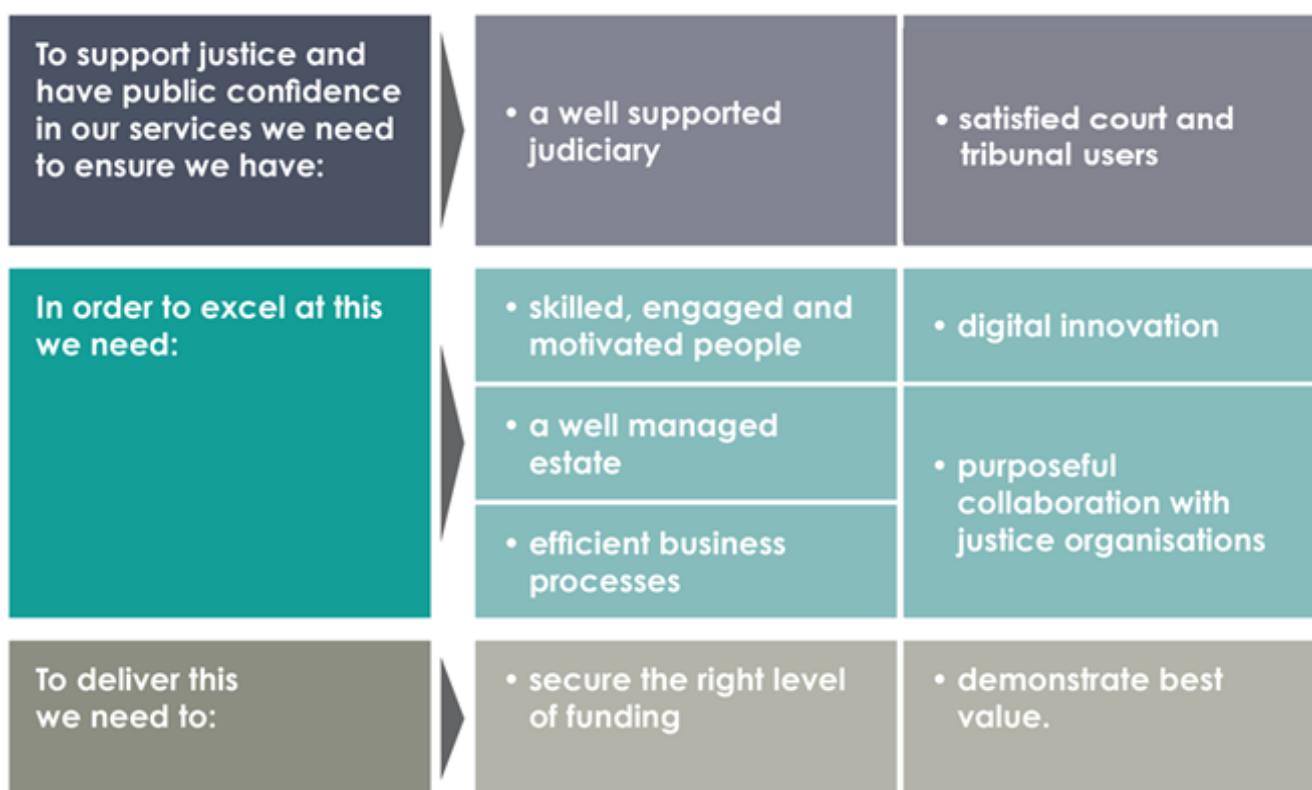 To support justice and
have public confidence
in our services we need
to ensure we have:
• a well supported
judiciary
• satisfied court and
tribunal users
In order to excel at this
we need:
• skilled, engaged and
motivated people
• digital innovation
• a well managed
estate
• purposeful
collaboration with
justice organisations
• efficient business
processes
To deliver this
we need to:
• secure the right level
of funding
• demonstrate best
value.